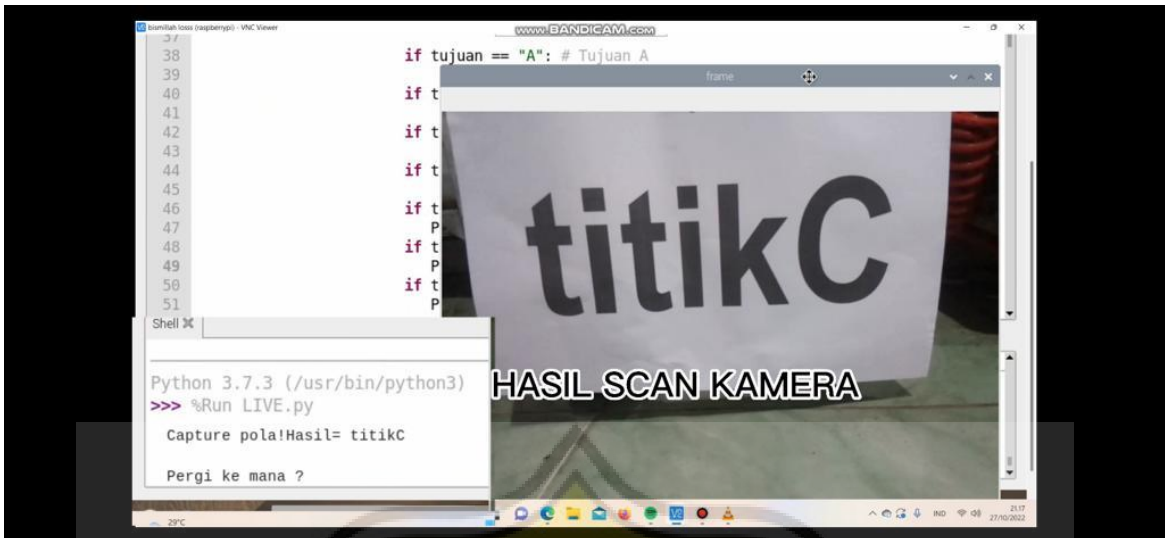 bismillah losss (raspberrypi) - VNC Viewer
www.BANDICAM.com
37
38 if tujuan == "A": # Tujuan A
39
40 if t
41
42 if t
43
44 if t
45
46 if t
47 P
48 if t
49 P
50 if t
51 P
frame
titikC
HASIL SCAN KAMERA
Shell
Python 3.7.3 (/usr/bin/python3)
>>> %Run LIVE.py
Capture pola!Hasil= titikC
Pergi ke mana ?
29°C
IND
21.17
27/10/2022